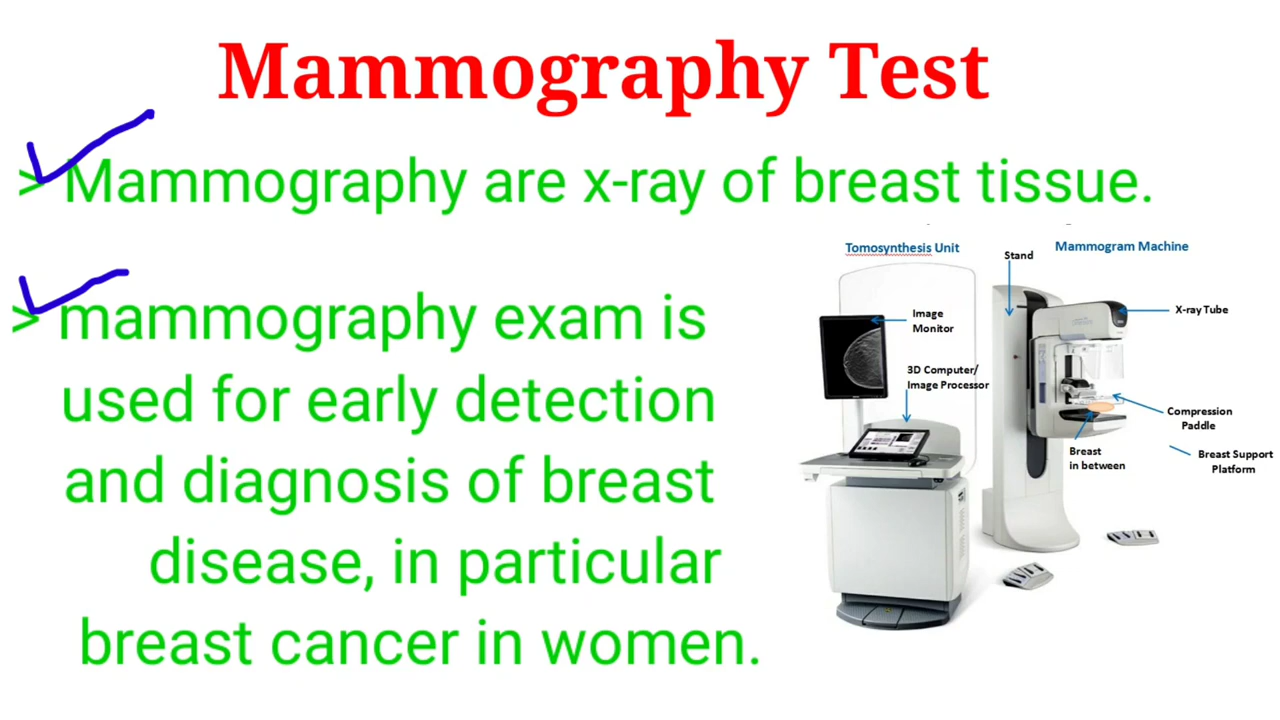 Mammography Test
> Mammography are x-ray of breast tissue.
> mammography exam is
used for early detection
and diagnosis of breast
disease, in particular
breast cancer in women.
Tomosynthesis Unit
Mammogram Machine
Stand
Image
Monitor
X-ray Tube
3D Computer/
Image Processor
Compression
Paddle
Breast
in between
Breast Support
Platform